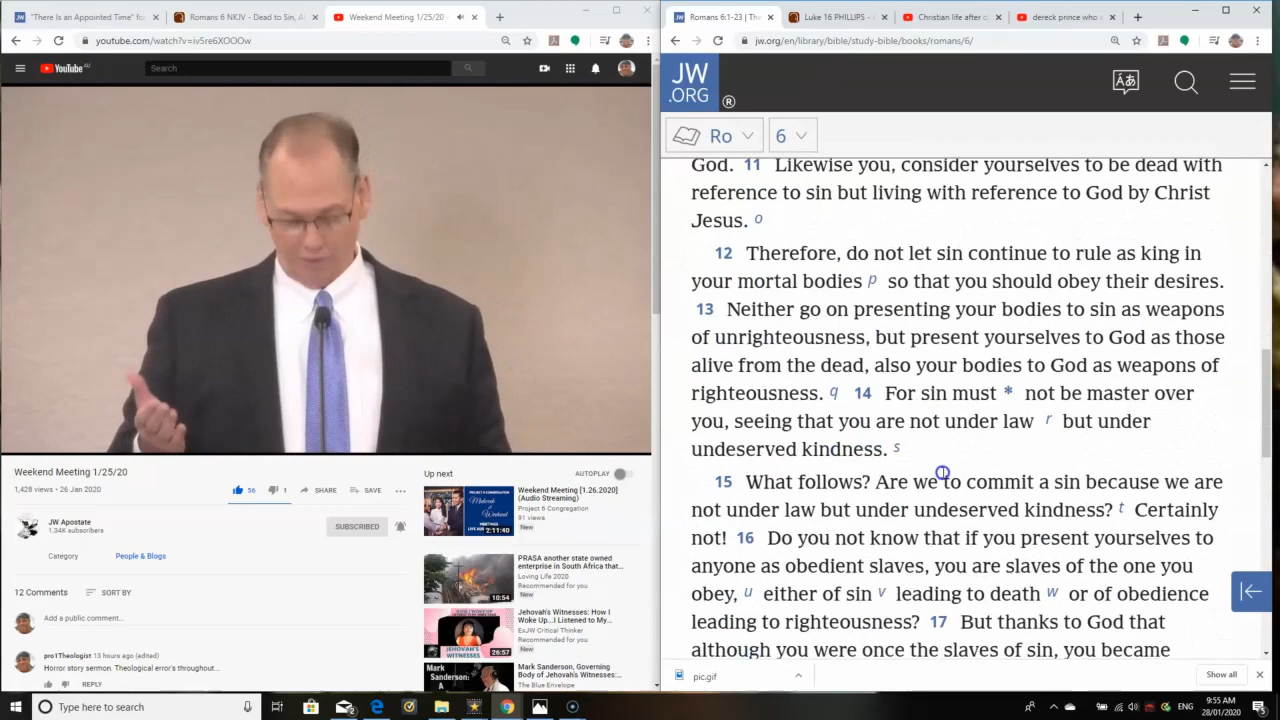 "There Is an Appointed Time" for
Romans 6 NKJV - Dead to Sin, A
Weekend Meeting 1/25/20
youtube.com/watch?v=iv5re6XOOOw
YouTube AU
Search
Weekend Meeting 1/25/20
1,428 views • 26 Jan 2020
56
1
SHARE
SAVE
JW Apostate
1.34K subscribers
SUBSCRIBED
Category
People & Blogs
12 Comments
SORT BY
Add a public comment...
pro1Theologist 13 hours ago (edited)
Horror story sermon. Theological error's throughout...
REPLY
Up next
AUTOPLAY
Weekend Meeting [1.26.2020]
(Audio Streaming)
Project 6 Congregation
91 views
New
2:11:40
PRASA another state owned
enterprise in South Africa that...
Loving Life 2020
Recommended for you
New
10:54
Jehovah's Witnesses: How I
Woke Up...I Listened to My...
ExJW Critical Thinker
Recommended for you
New
26:57
JEHOVAH'S
WITNESSES
Mark Sanderson, Governing
Body of Jehovah's Witnesses:...
The Blue Envelope
Mark
Sanderson:
Romans 6:1-23 | The
Luke 16 PHILLIPS - A
Christian life after d
dereck prince who s
jw.org/en/library/bible/study-bible/books/romans/6/
JW
.ORG
®
Ro
6
God. 11 Likewise you, consider yourselves to be dead with
reference to sin but living with reference to God by Christ
Jesus. o
12 Therefore, do not let sin continue to rule as king in
your mortal bodies p so that you should obey their desires.
13 Neither go on presenting your bodies to sin as weapons
of unrighteousness, but present yourselves to God as those
alive from the dead, also your bodies to God as weapons of
righteousness. q 14 For sin must * not be master over
you, seeing that you are not under law r but under
undeserved kindness. s
15 What follows? Are we to commit a sin because we are
not under law but under undeserved kindness? t Certainly
not! 16 Do you not know that if you present yourselves to
anyone as obedient slaves, you are slaves of the one you
obey, u either of sin v leading to death w or of obedience
leading to righteousness? 17 But thanks to God that
although you were once the slaves of sin, you became
pic.gif
Show all
Type here to search
ENG
9:55 AM
28/01/2020